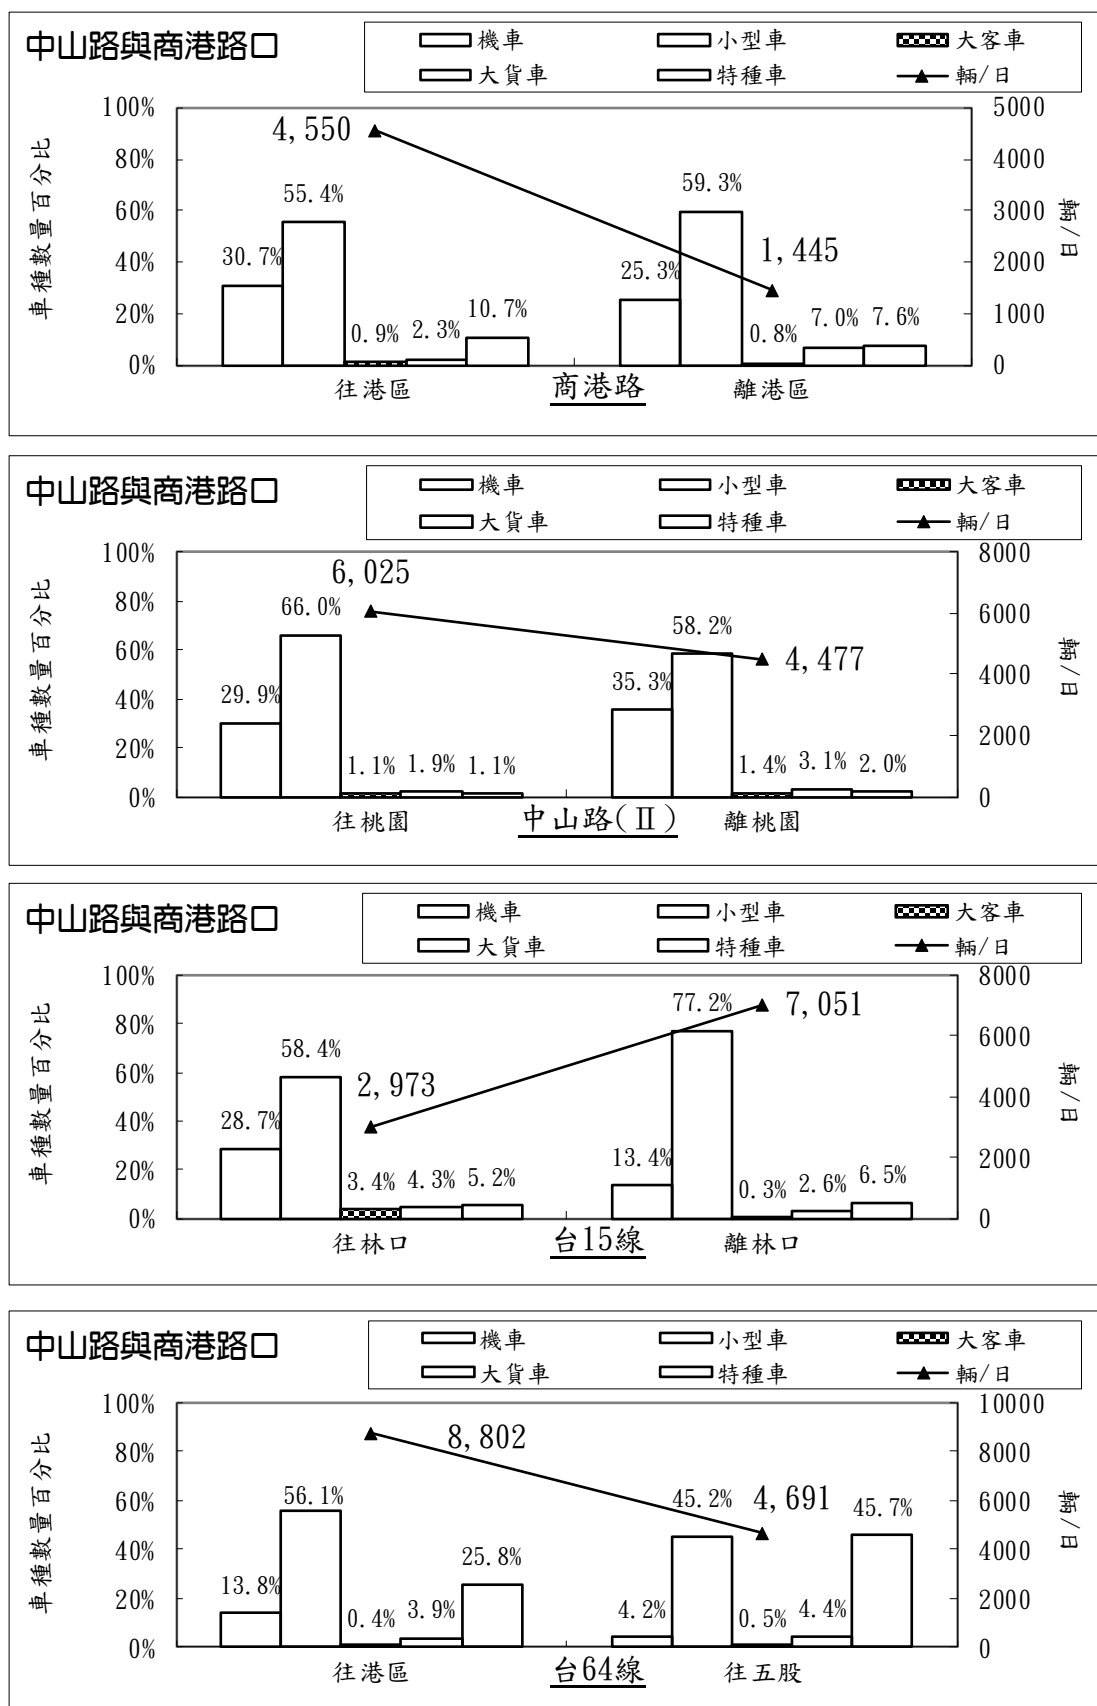 中山路與商港路口
機車 小型車 大客車
大貨車 特種車 輛/日
100% 5000
4,550
80% 4000
59.3%
55.4%
60% 3000
1,445
30.7% 25.3%
40% 2000
10.7% 7.0% 7.6%
20% 1000
0.9% 2.3% 0.8%
0% 0
往港區 商港路 離港區
車種數量百分比
輛/日
中山路與商港路口
機車 小型車 大客車
大貨車 特種車 輛/日
100% 8000
6,025
80% 66.0% 6000
58.2%
60% 4,477
29.9% 35.3% 4000
40%
20% 2000
1.1% 1.9% 1.1% 1.4% 3.1% 2.0%
0% 0
往桃園 中山路(Ⅱ) 離桃園
車種數量百分比
輛/日
中山路與商港路口
機車 小型車 大客車
大貨車 特種車 輛/日
100% 8000
77.2% 7,051
80% 6000
58.4%
60% 2,973
28.7% 4000
40%
13.4%
20% 2000
3.4% 4.3% 5.2% 0.3% 2.6% 6.5%
0% 0
往林口 台15線 離林口
車種數量百分比
輛/日
中山路與商港路口
機車 小型車 大客車
大貨車 特種車 輛/日
100% 10000
8,802
80% 8000
56.1% 45.2% 4,691 45.7%
60% 6000
25.8%
40% 4000
13.8%
20% 2000
0.4% 3.9% 4.2% 0.5% 4.4%
0% 0
往港區 台64線 往五股
車種數量百分比
輛/日